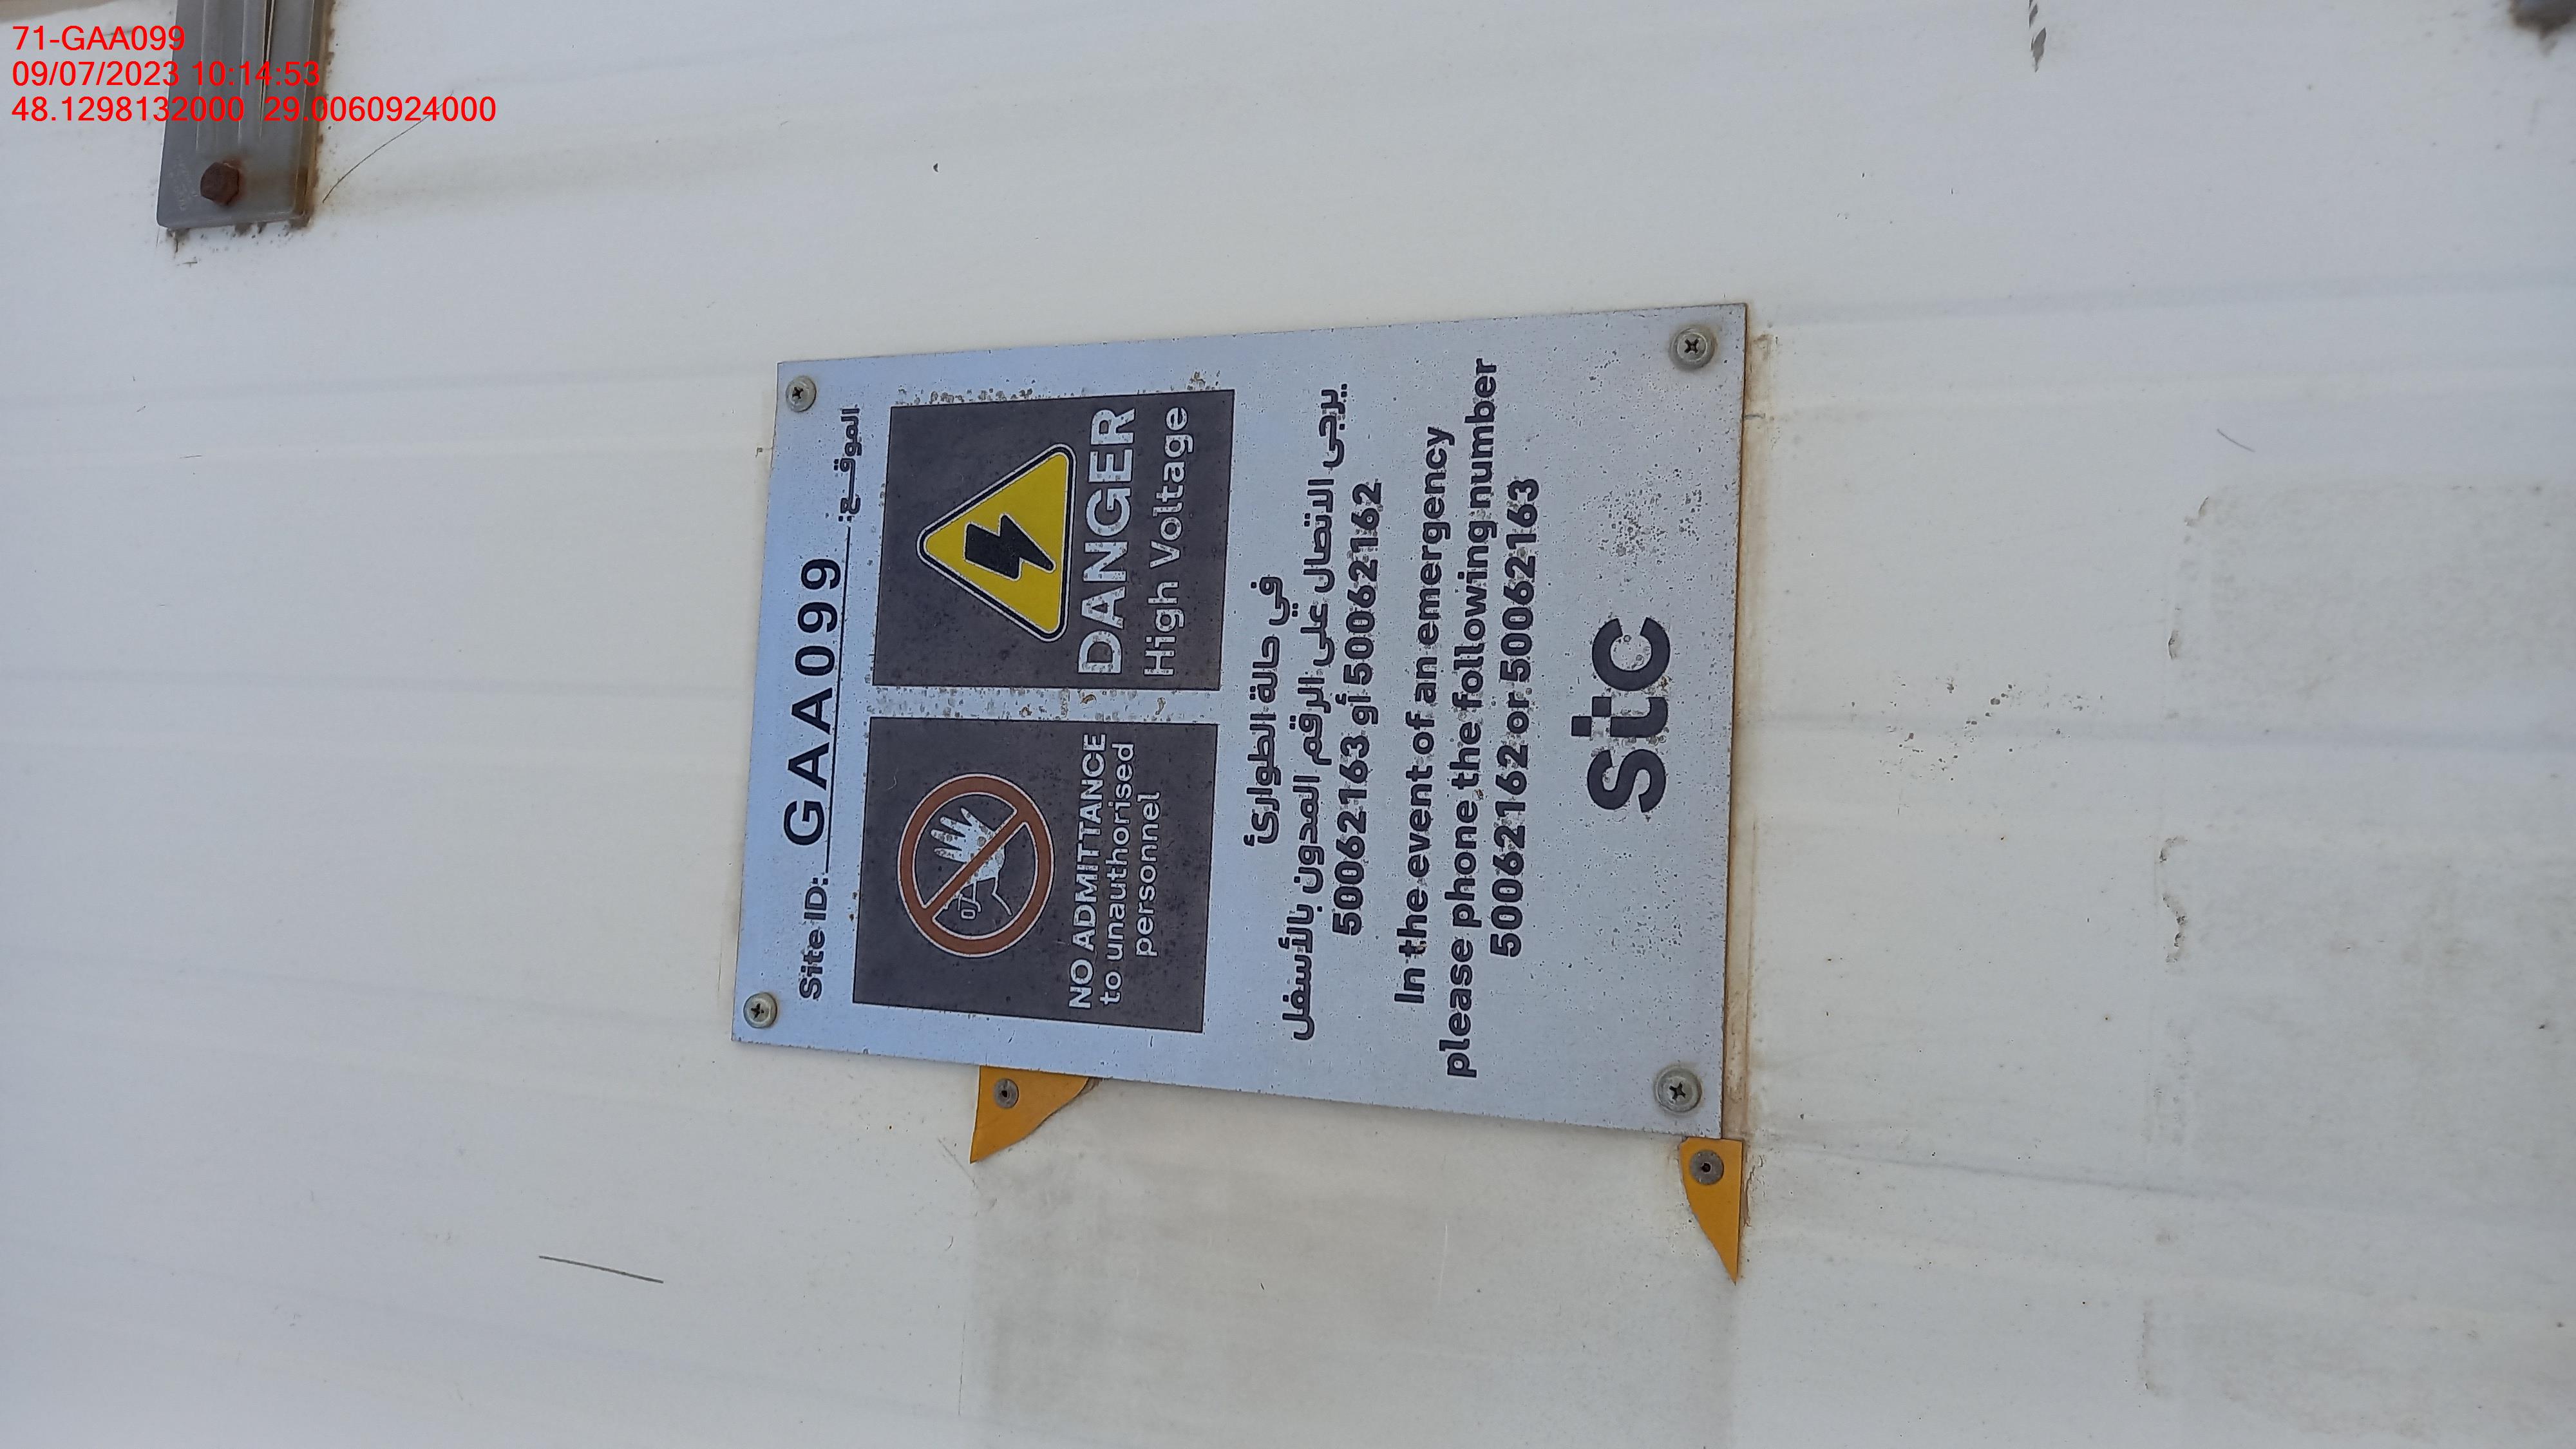 71-GAA099
09/07/2023 10:14:53
48.1298132000 29.0060924000
Site ID: GAA099 الموقـــع:
NO ADMITTANCE
to unauthorised
personnel
DANGER
High Voltage
في حالة الطوارئ
يرجى الاتصال على الرقم المدون بالأسفل
50062163 أو 50062162
In the event of an emergency
please phone the following number
50062162 or 50062163
stc